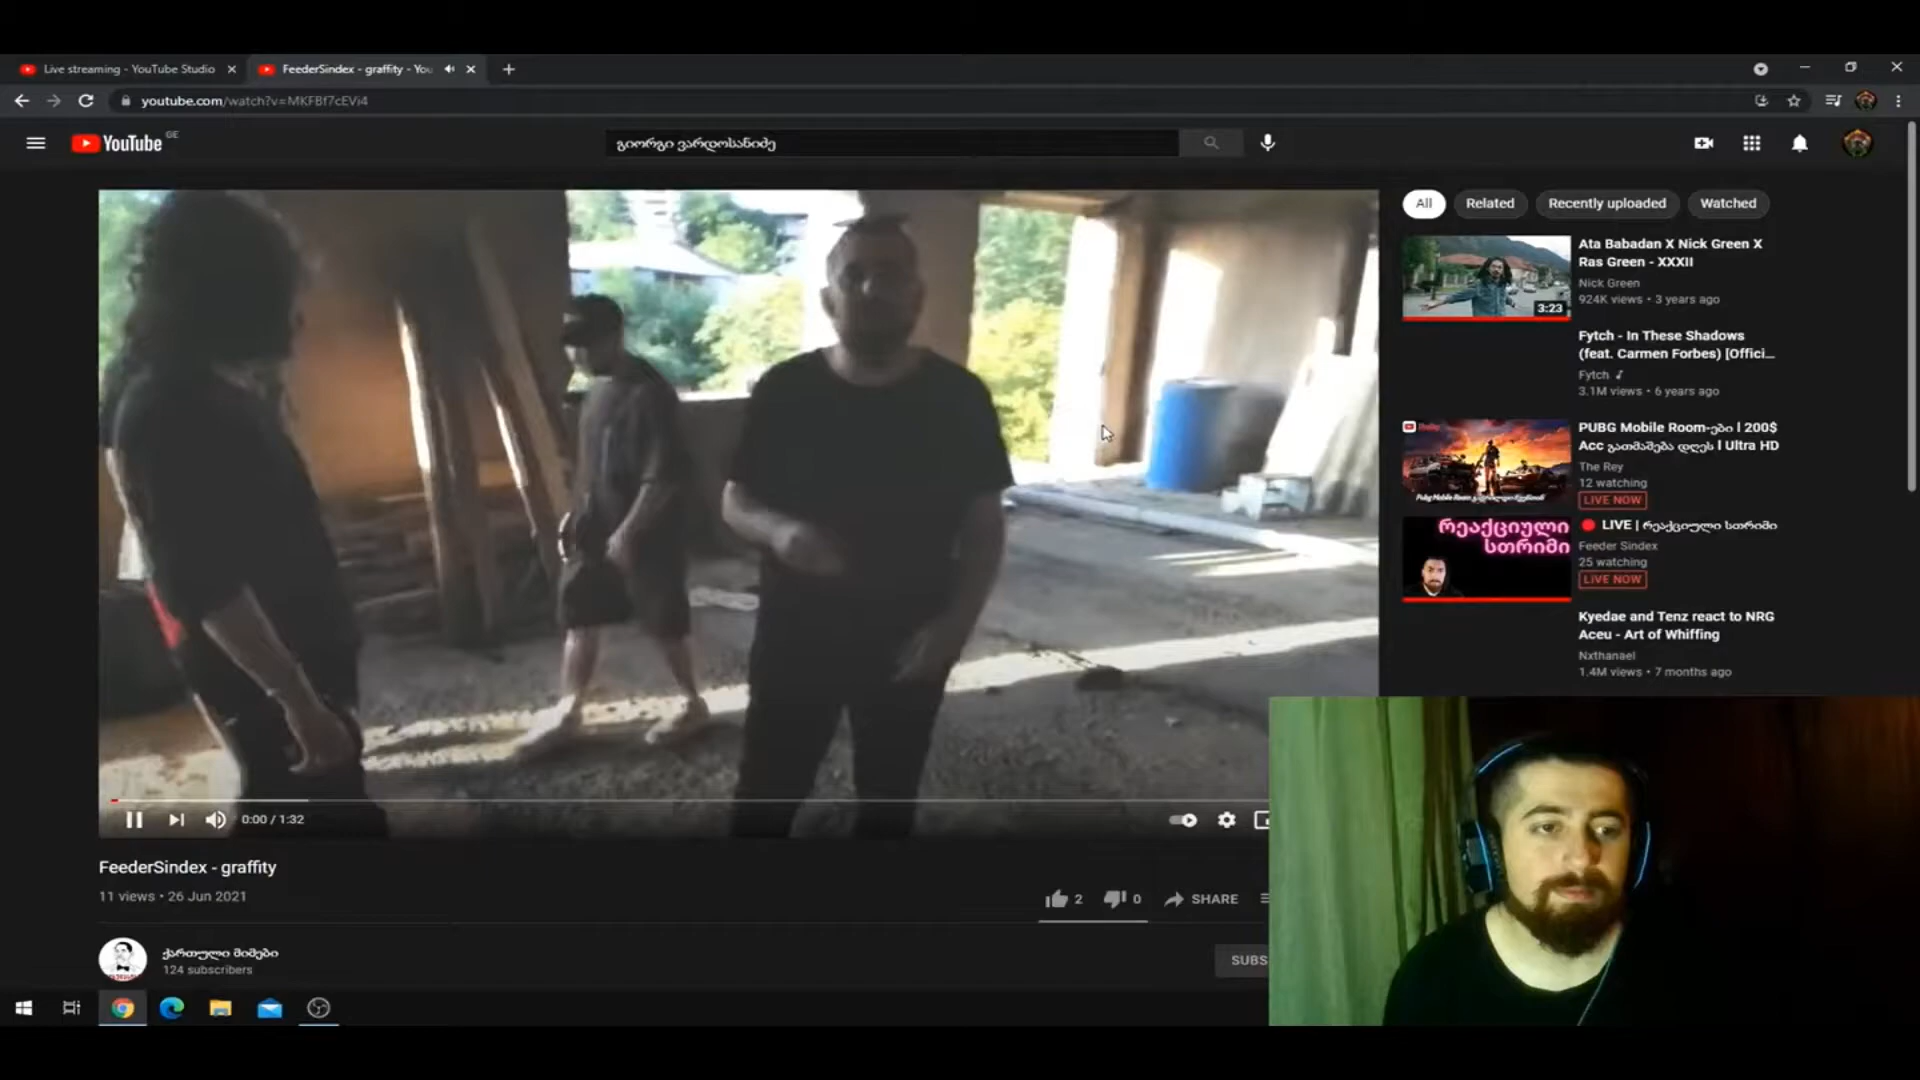 Live streaming - YouTube Studio
FeederSindex - graffity - You
youtube.com/watch?v=MKFBf7cEVi4
YouTube GE
გიორგი ვარდოსანიძე
All
Related
Recently uploaded
Watched
Ata Babadan X Nick Green X
Ras Green - XXXII
Nick Green
924K views • 3 years ago
3:23
Fytch - In These Shadows
(feat. Carmen Forbes) [Offici...
Fytch
3.1M views • 6 years ago
PUBG Mobile Room-ები l 200$
Acc გათმაშება დღეს l Ultra HD
The Rey
12 watching
LIVE NOW
რეაქციული
სთრიმი
LIVE | რეაქციული სთრიმი
Feeder Sindex
25 watching
LIVE NOW
Kyedae and Tenz react to NRG
Aceu - Art of Whiffing
Nxthanael
1.4M views • 7 months ago
0:00 / 1:32
FeederSindex - graffity
11 views • 26 Jun 2021
2
0
SHARE
ქართული მიმები
124 subscribers
SUBS